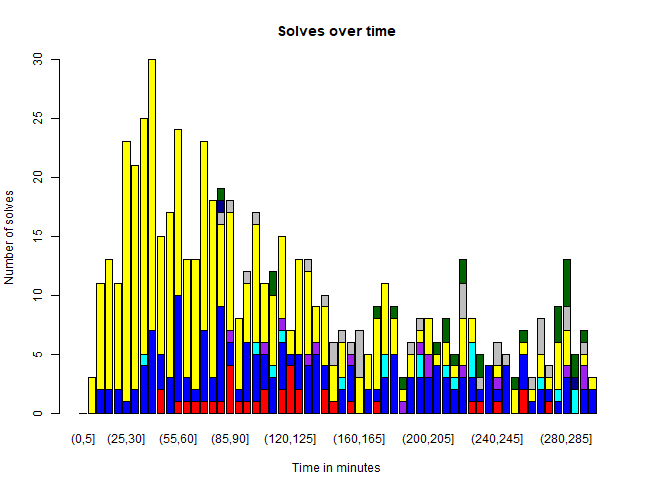 Solves over time
Number of solves
30
25
20
15
10
5
0
(0,5] (25,30] (55,60] (85,90] (120,125] (160,165] (200,205] (240,245] (280,285]
Time in minutes